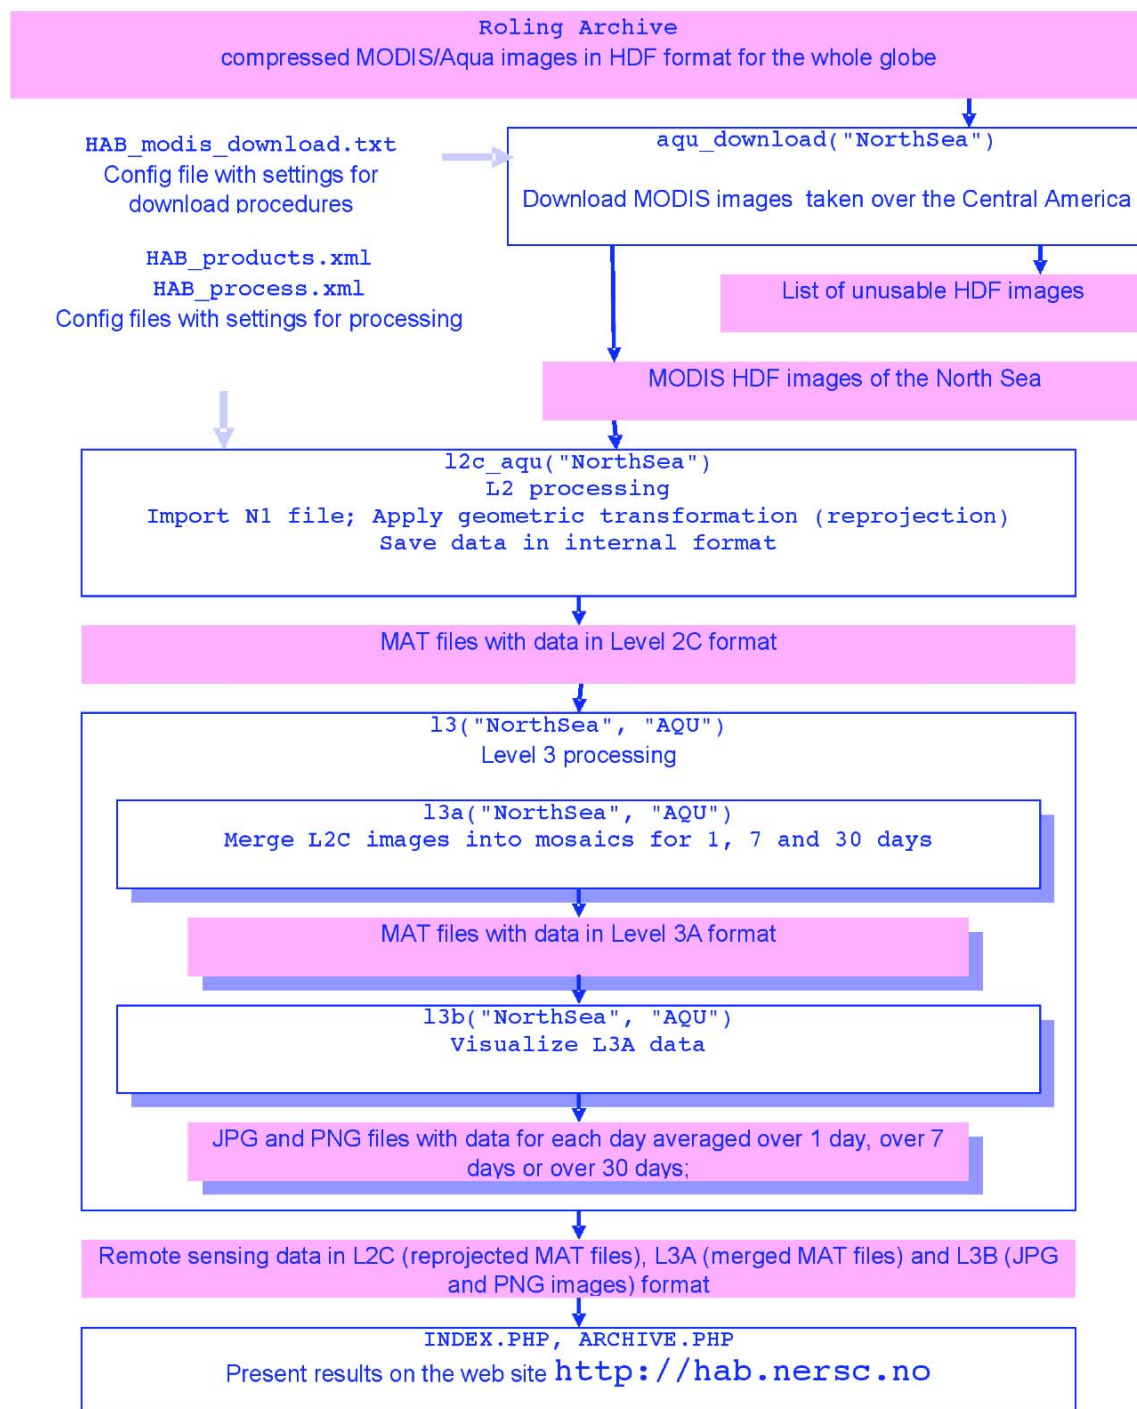 Roling Archive
compressed MODIS/Aqua images in HDF format for the whole globe
HAB_modis_download.txt
Config file with settings for
download procedures
aqu_download("NorthSea")
Download MODIS images taken over the Central America
HAB_products.xml
HAB_process.xml
Config files with settings for processing
List of unusable HDF images
MODIS HDF images of the North Sea
l2c_aqu("NorthSea")
L2 processing
Import N1 file; Apply geometric transformation (reprojection)
Save data in internal format
MAT files with data in Level 2C format
l3("NorthSea", "AQU")
Level 3 processing
l3a("NorthSea", "AQU")
Merge L2C images into mosaics for 1, 7 and 30 days
MAT files with data in Level 3A format
l3b("NorthSea", "AQU")
Visualize L3A data
JPG and PNG files with data for each day averaged over 1 day, over 7
days or over 30 days;
Remote sensing data in L2C (reprojected MAT files), L3A (merged MAT files) and L3B (JPG
and PNG images) format
INDEX.PHP, ARCHIVE.PHP
Present results on the web site http://hab.nersc.no